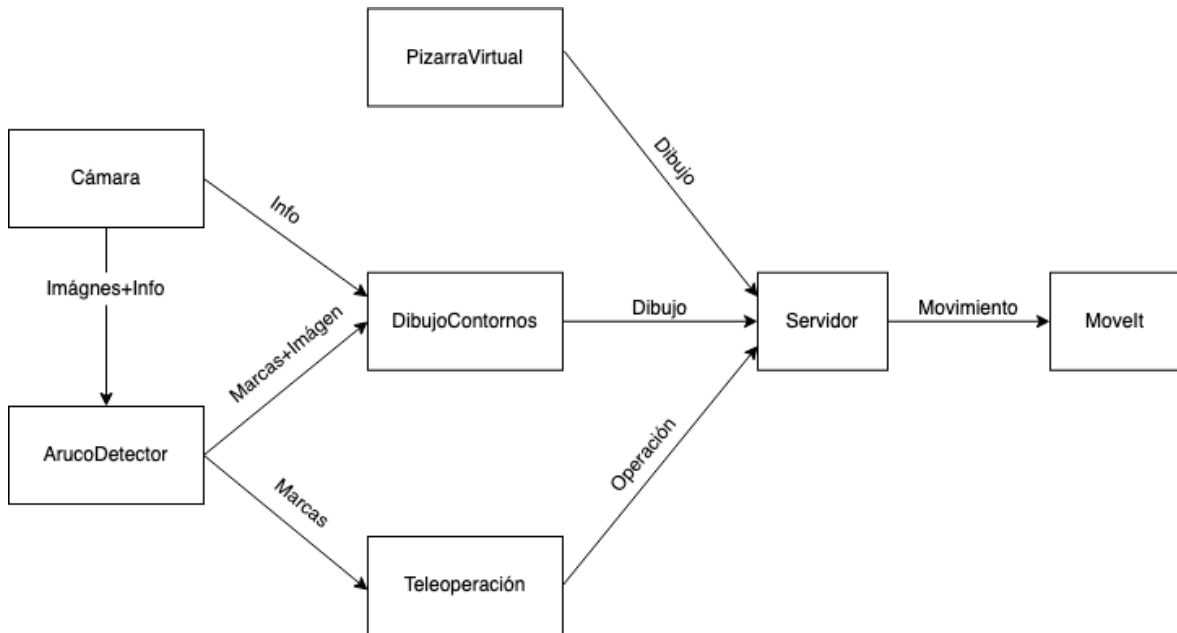 PizarraVirtual
Cámara
Dibujo
Info
Imágnes+Info
DibujoContornos
Dibujo
Servidor
Movimiento
MoveIt
Marcas+Imágen
ArucoDetector
Operación
Marcas
Teleoperación